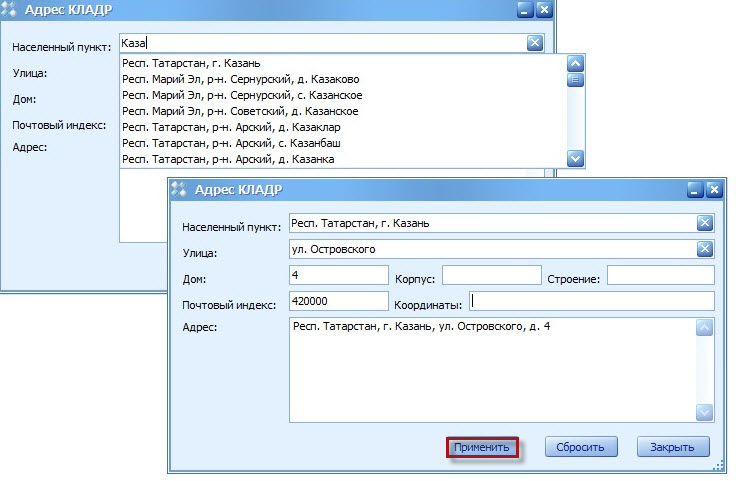 Адрес КЛАДР
Населенный пункт: Каза
Респ. Татарстан, г. Казань
Улица:
Респ. Марий Эл, р-н. Сернурский, д. Казаково
Дом:
Респ. Марий Эл, р-н. Сернурский, с. Казанское
Респ. Марий Эл, р-н. Советский, д. Казанское
Почтовый индекс:
Респ. Татарстан, р-н. Арский, д. Казаклар
Адрес:
Респ. Татарстан, р-н. Арский, с. Казанбаш
Респ. Татарстан, р-н. Арский, д. Казанка
Адрес КЛАДР
Населенный пункт: Респ. Татарстан, г. Казань
Улица: ул. Островского
Дом: 4 Корпус: Строение:
Почтовый индекс: 420000 Координаты:
Адрес: Респ. Татарстан, г. Казань, ул. Островского, д. 4
Применить Сбросить Закрыть